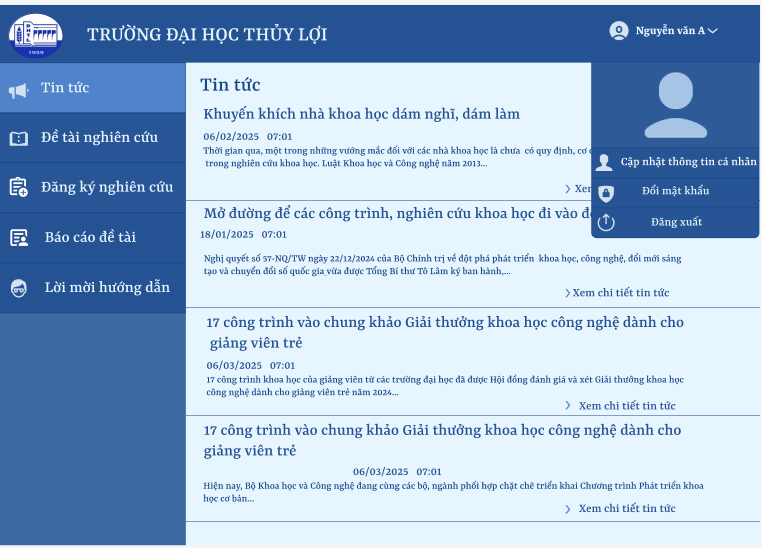 1959
TRƯỜNG ĐẠI HỌC THỦY LỢI
Nguyễn văn A
Tin tức
Đề tài nghiên cứu
Đăng ký nghiên cứu
Báo cáo đề tài
Lời mời hướng dẫn
Cập nhật thông tin cá nhân
Đổi mật khẩu
Đăng xuất
Tin tức
Khuyến khích nhà khoa học dám nghĩ, dám làm
06/02/2025 07:01
Thời gian qua, một trong những vướng mắc đối với các nhà khoa học là chưa có quy định, cơ
trong nghiên cứu khoa học. Luật Khoa học và Công nghệ năm 2013...
Mở đường để các công trình, nghiên cứu khoa học đi vào
18/01/2025 07:01
Nghị quyết số 57-NQ/TW ngày 22/12/2024 của Bộ Chính trị về đột phá phát triển khoa học, công nghệ, đổi mới sáng
tạo và chuyển đổi số quốc gia vừa được Tổng Bí thư Tô Lâm ký ban hành,...
Xem chi tiết tin tức
17 công trình vào chung khảo Giải thưởng khoa học công nghệ dành cho
giảng viên trẻ
06/03/2025 07:01
17 công trình khoa học của giảng viên từ các trường đại học đã được Hội đồng đánh giá và xét Giải thưởng khoa học
công nghệ dành cho giảng viên trẻ năm 2024...
Xem chi tiết tin tức
17 công trình vào chung khảo Giải thưởng khoa học công nghệ dành cho
giảng viên trẻ
06/03/2025 07:01
Hiện nay, Bộ Khoa học và Công nghệ đang cùng các bộ, ngành phối hợp chặt chẽ triển khai Chương trình Phát triển khoa
học cơ bản...
Xem chi tiết tin tức